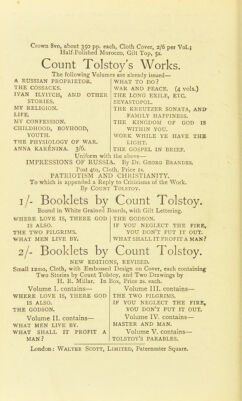 Crown 8vo, about 350 pp. each, Cloth Cover, 2/6 per Vol.;
Half-Polished Morocco, Gilt Top, 5s.
Count Tolstoy's Works.
The following Volumes are already issued—
A RUSSIAN PROPRIETOR.
THE COSSACKS.
IVAN ILYITCH, AND OTHER
STORIES.
MY RELIGION.
LIFE.
MY CONFESSION.
CHILDHOOD, BOYHOOD,
YOUTH.
THE PHYSIOLOGY OF WAR.
ANNA KARÉNINA. 3/6.
WHAT TO DO?
WAR AND PEACE. (4 vols.)
THE LONG EXILE, ETC.
SEVASTOPOL.
THE KREUTZER SONATA, AND
FAMILY HAPPINESS.
THE KINGDOM OF GOD IS
WITHIN YOU.
WORK WHILE YE HAVE THE
LIGHT.
THE GOSPEL IN BRIEF.
Uniform with the above—
IMPRESSIONS OF RUSSIA. By Dr. Georg Brandes.
Post 4to, Cloth, Price 1s.
PATRIOTISM AND CHRISTIANITY.
To which is appended a Reply to Criticisms of the Work.
By Count Tolstoy.
1/- Booklets by Count Tolstoy.
Bound in White Grained Boards, with Gilt Lettering.
WHERE LOVE IS, THERE GOD
IS ALSO.
THE TWO PILGRIMS.
WHAT MEN LIVE BY.
THE GODSON.
IF YOU NEGLECT THE FIRE,
YOU DON'T PUT IT OUT.
WHAT SHALL IT PROFIT A MAN?
2/- Booklets by Count Tolstoy.
NEW EDITIONS, REVISED.
Small 12mo, Cloth, with Embossed Design on Cover, each containing
Two Stories by Count Tolstoy, and Two Drawings by
H. R. Millar. In Box, Price 2s. each.
Volume I. contains—
WHERE LOVE IS, THERE GOD
IS ALSO.
THE GODSON.
Volume II. contains—
WHAT MEN LIVE BY.
WHAT SHALL IT PROFIT A
MAN?
Volume III. contains—
THE TWO PILGRIMS.
IF YOU NEGLECT THE FIRE,
YOU DON'T PUT IT OUT.
Volume IV. contains—
MASTER AND MAN.
Volume V. contains—
TOLSTOY'S PARABLES.
London: Walter Scott, Limited, Paternoster Square.